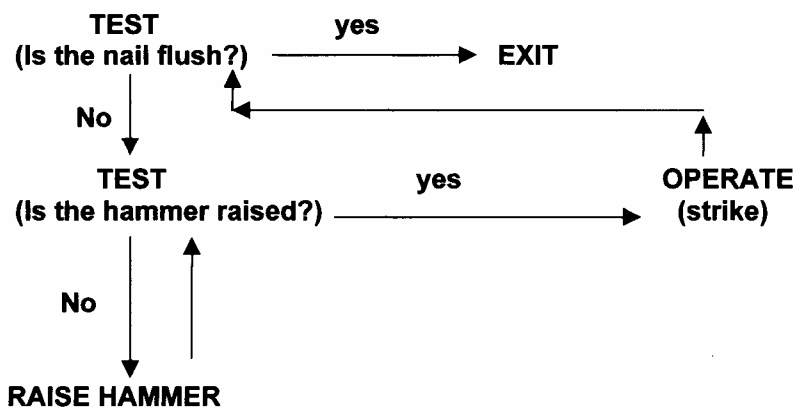 TEST
yes
(Is the nail flush?)
EXIT
No
TEST
yes
OPERATE
(Is the hammer raised?)
(strike)
No
RAISE HAMMER